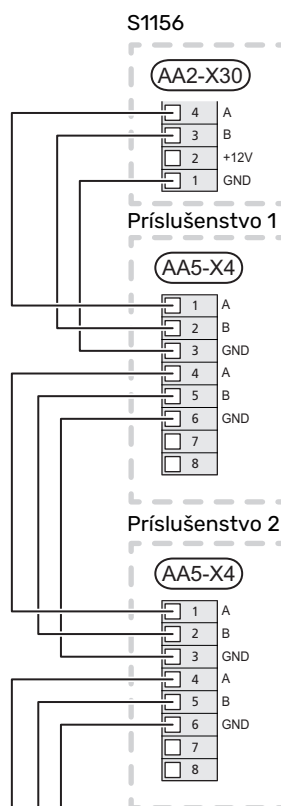 S1156
AA2-X30
4 A
3 B
2 +12V
1 GND
Príslušenstvo 1
AA5-X4
1 A
2 B
3 GND
4 A
5 B
6 GND
7
8
Príslušenstvo 2
AA5-X4
1 A
2 B
3 GND
4 A
5 B
6 GND
7
8